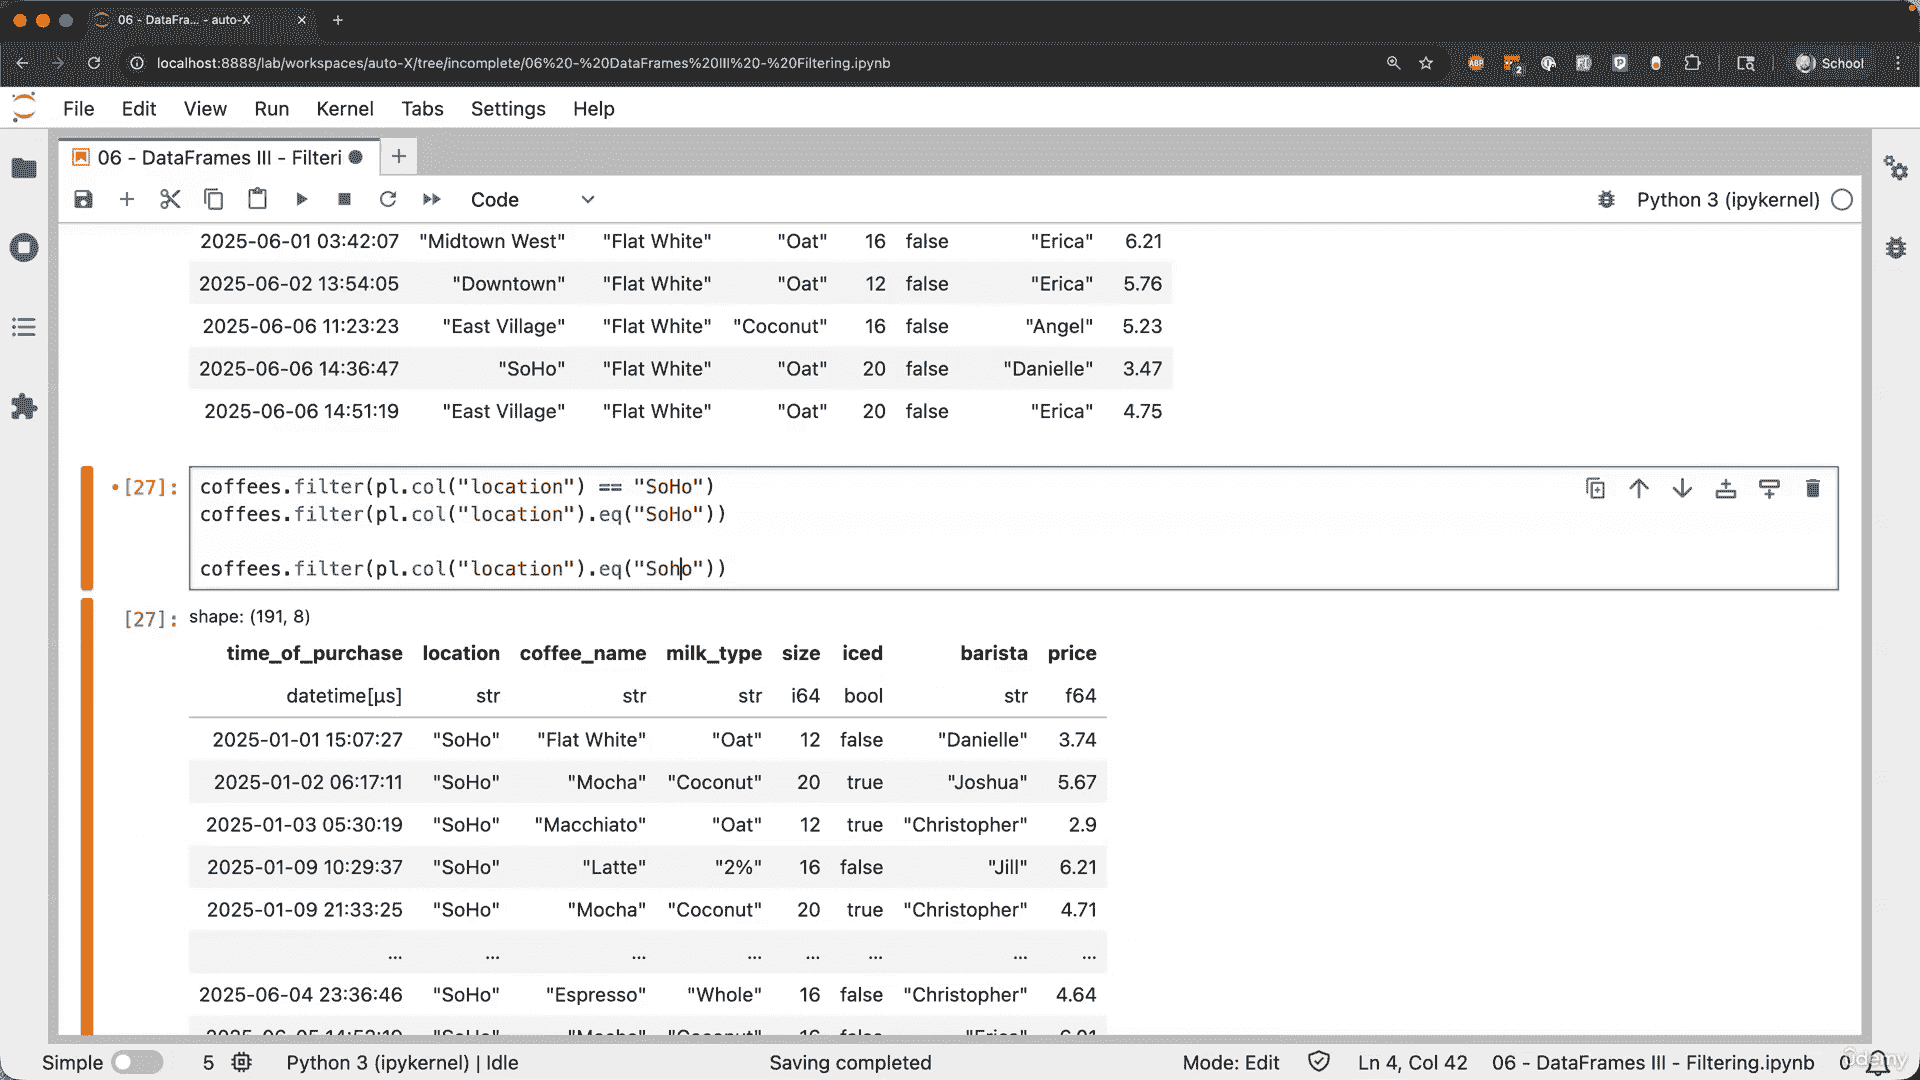 06 - DataFra... - auto-X
localhost:8888/lab/workspaces/auto-X/tree/incomplete/06%20-%20DataFrames%20III%20-%20Filtering.ipynb
ABP
2
School
File Edit View Run Kernel Tabs Settings Help
06 - DataFrames III - Filteri
Code
Python 3 (ipykernel)
2025-06-01 03:42:07 "Midtown West" "Flat White" "Oat" 16 false "Erica" 6.21
2025-06-02 13:54:05 "Downtown" "Flat White" "Oat" 12 false "Erica" 5.76
2025-06-06 11:23:23 "East Village" "Flat White" "Coconut" 16 false "Angel" 5.23
2025-06-06 14:36:47 "SoHo" "Flat White" "Oat" 20 false "Danielle" 3.47
2025-06-06 14:51:19 "East Village" "Flat White" "Oat" 20 false "Erica" 4.75
[27]:
coffees.filter(pl.col("location") == "SoHo")
coffees.filter(pl.col("location").eq("SoHo"))
coffees.filter(pl.col("location").eq("Soho"))
[27]: shape: (191, 8)
time_of_purchase location coffee_name milk_type size iced barista price
datetime[μs] str str str i64 bool str f64
2025-01-01 15:07:27 "SoHo" "Flat White" "Oat" 12 false "Danielle" 3.74
2025-01-02 06:17:11 "SoHo" "Mocha" "Coconut" 20 true "Joshua" 5.67
2025-01-03 05:30:19 "SoHo" "Macchiato" "Oat" 12 true "Christopher" 2.9
2025-01-09 10:29:37 "SoHo" "Latte" "2%" 16 false "Jill" 6.21
2025-01-09 21:33:25 "SoHo" "Mocha" "Coconut" 20 true "Christopher" 4.71
... ... ... ... ... ... ... ...
2025-06-04 23:36:46 "SoHo" "Espresso" "Whole" 16 false "Christopher" 4.64
Simple 5 Python 3 (ipykernel) | Idle Saving completed Mode: Edit Ln 4, Col 42 06 - DataFrames III - Filtering.ipynb 0
Udemy